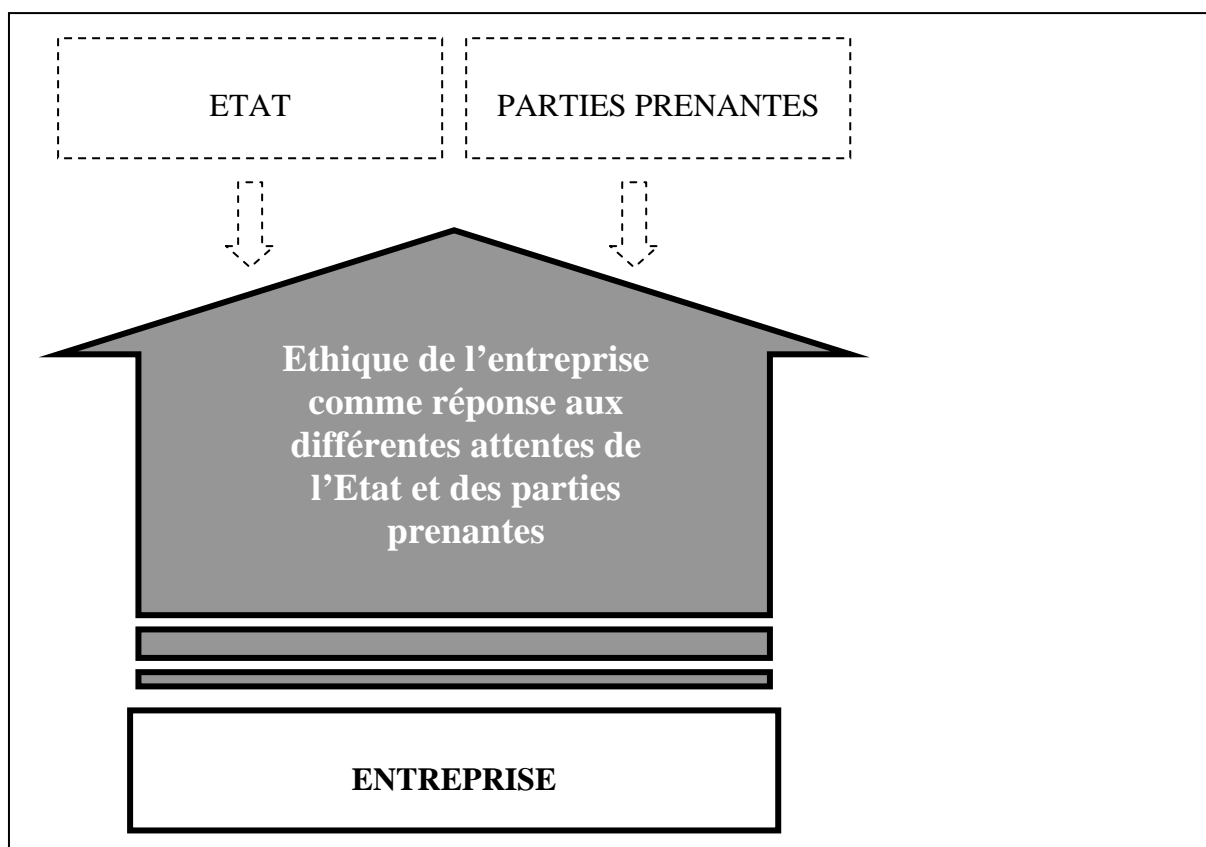 ETAT
PARTIES PRENANTES
Ethique de l’entreprise
comme réponse aux
différentes attentes de
l’Etat et des parties
prenantes
ENTREPRISE